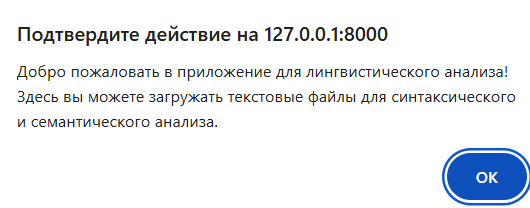 Подтвердите действие на 127.0.0.1:8000
Добро пожаловать в приложение для лингвистического анализа!
Здесь вы можете загружать текстовые файлы для синтаксического
и семантического анализа.
ОК